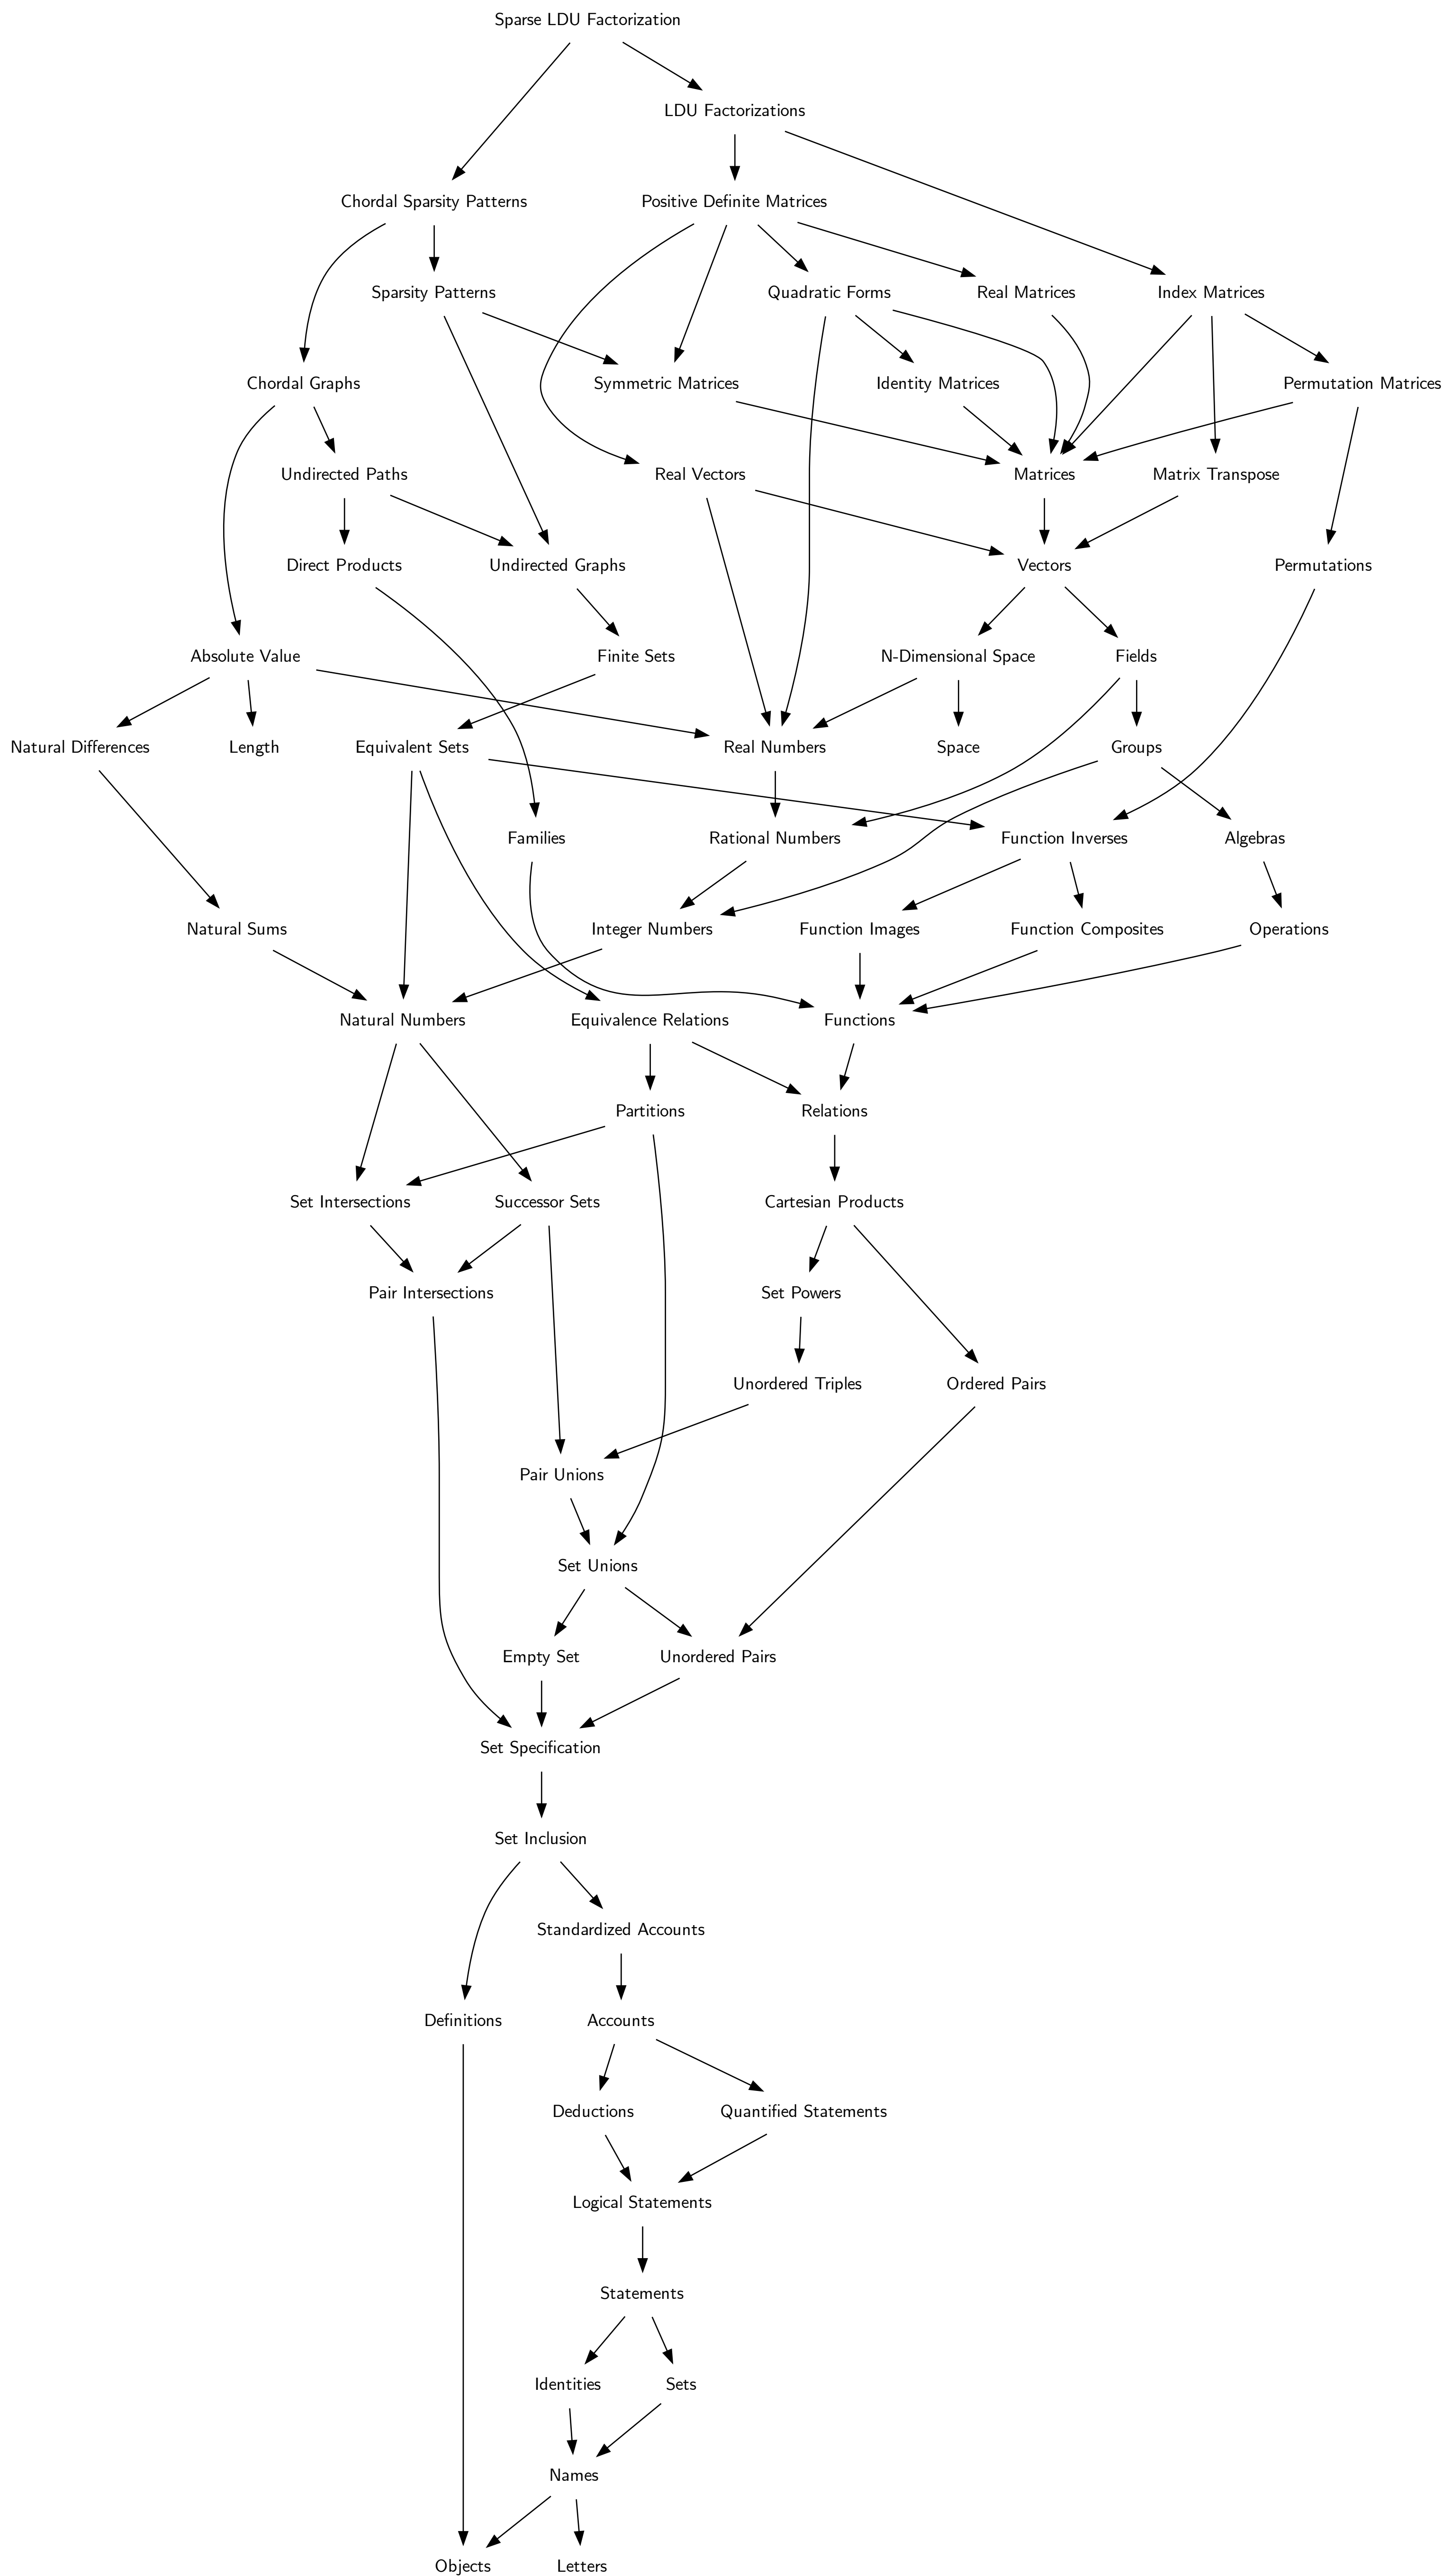 Sparse LDU Factorization
LDU Factorizations
Chordal Sparsity Patterns
Positive Definite Matrices
Sparsity Patterns
Quadratic Forms
Real Matrices
Index Matrices
Chordal Graphs
Symmetric Matrices
Identity Matrices
Permutation Matrices
Undirected Paths
Real Vectors
Matrices
Matrix Transpose
Direct Products
Undirected Graphs
Vectors
Permutations
Absolute Value
Finite Sets
N-Dimensional Space
Fields
Natural Differences
Length
Equivalent Sets
Real Numbers
Space
Groups
Families
Rational Numbers
Function Inverses
Algebras
Natural Sums
Integer Numbers
Function Images
Function Composites
Operations
Natural Numbers
Equivalence Relations
Functions
Partitions
Relations
Set Intersections
Successor Sets
Cartesian Products
Pair Intersections
Set Powers
Unordered Triples
Ordered Pairs
Pair Unions
Set Unions
Empty Set
Unordered Pairs
Set Specification
Set Inclusion
Standardized Accounts
Definitions
Accounts
Deductions
Quantified Statements
Logical Statements
Statements
Identities
Sets
Names
Objects
Letters